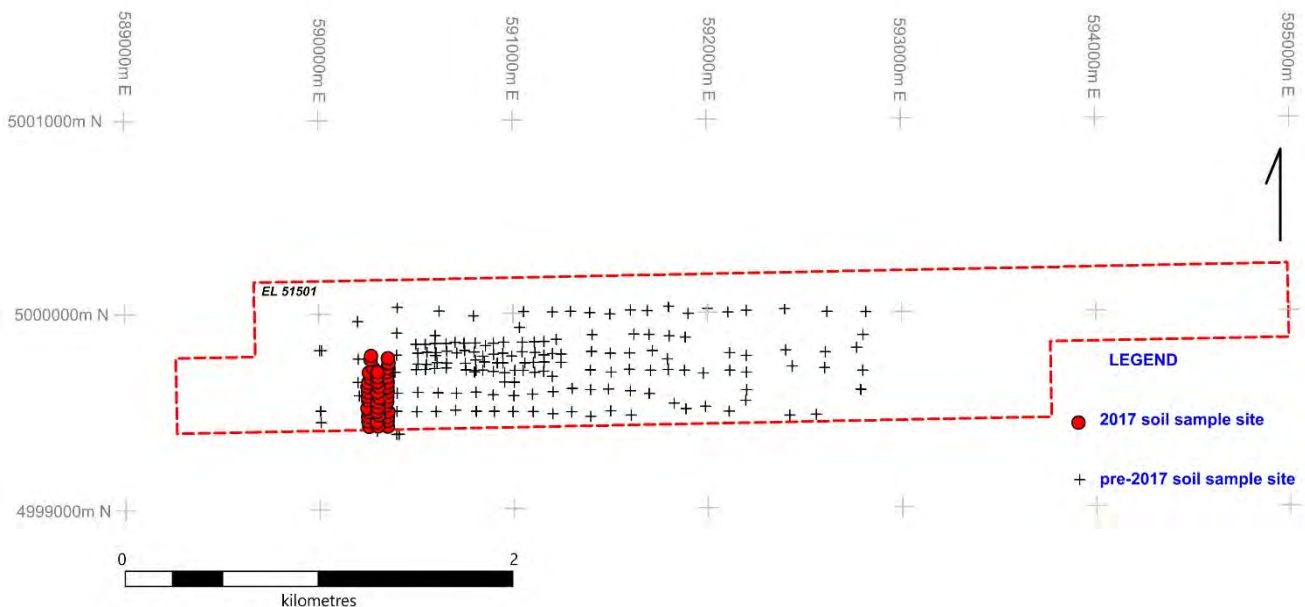 589000m E
590000m E
591000m E
592000m E
593000m E
594000m E
595000m E
5001000m N
EL 51501
5000000m N
LEGEND
2017 soil sample site
pre-2017 soil sample site
4999000m N
0 2
kilometres